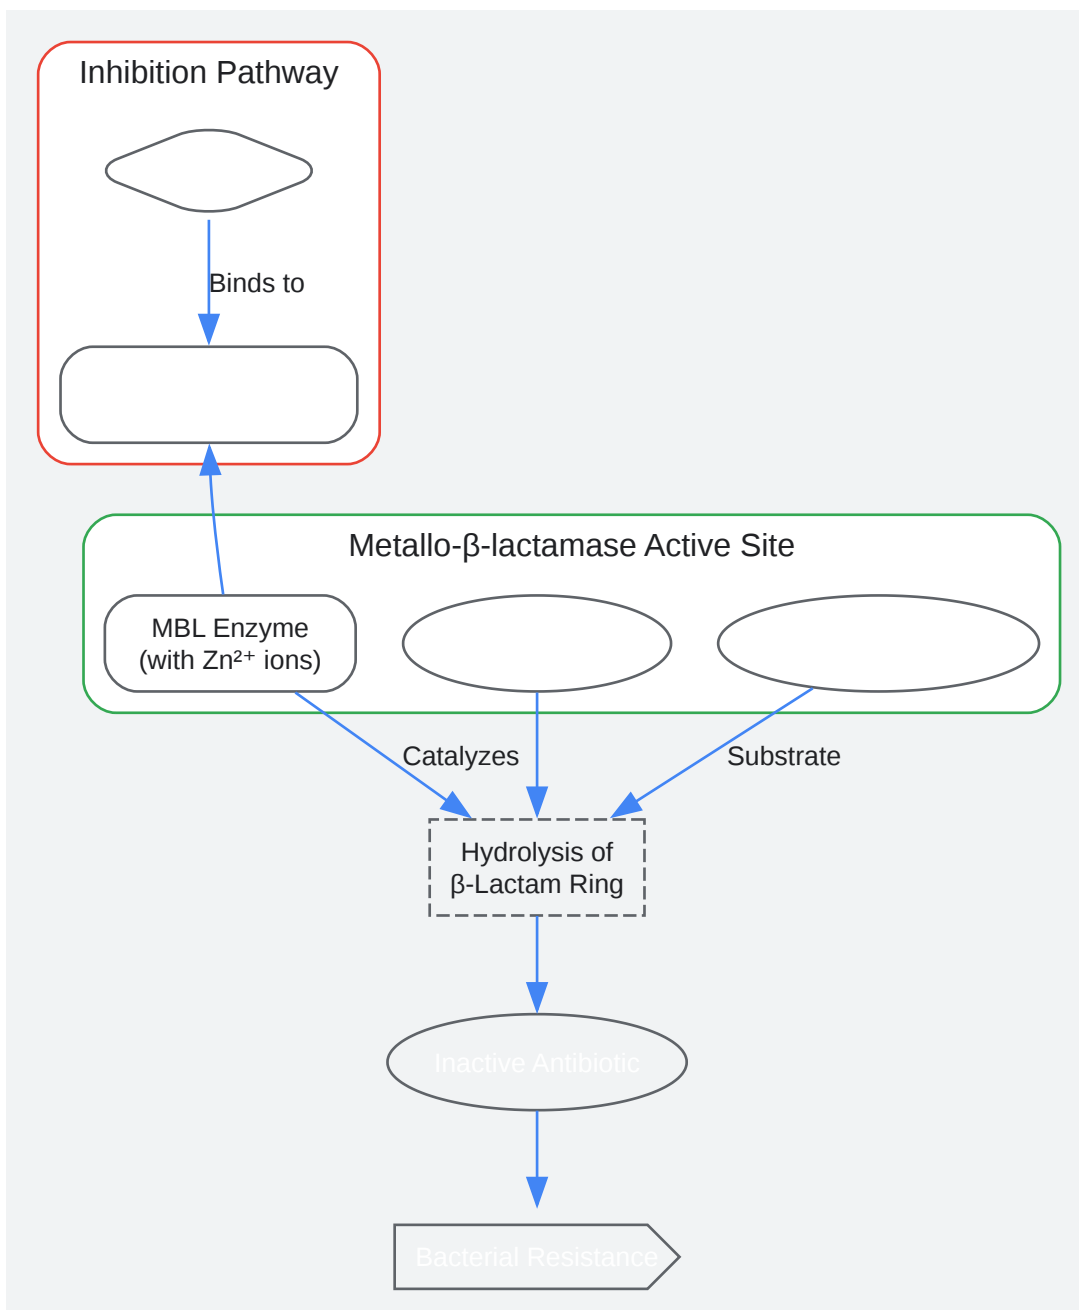 Inhibition Pathway
Binds to
Metallo-β-lactamase Active Site
MBL Enzyme
(with Zn²⁺ ions)
Catalyzes
Substrate
Hydrolysis of
β-Lactam Ring
Inactive Antibiotic
Bacterial Resistance